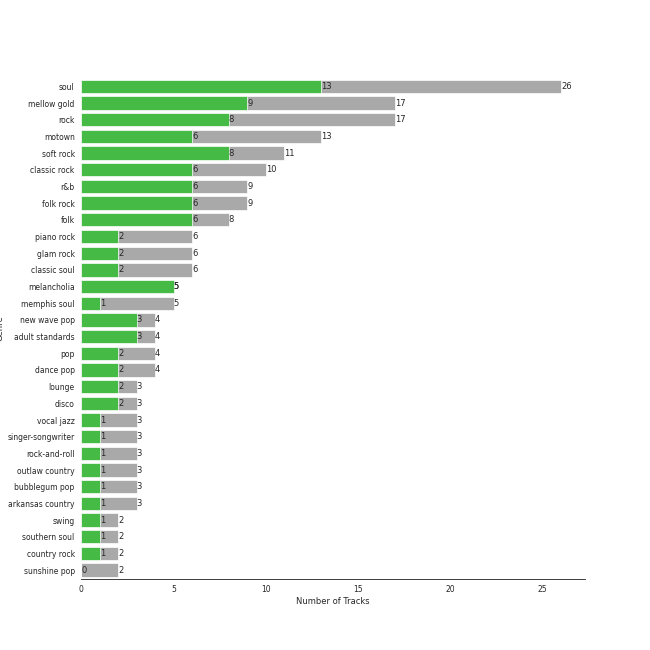 soul 13 26
mellow gold 9 17
rock 8 17
motown 6 13
soft rock 8 11
classic rock 6 10
r&b 6 9
folk rock 6 9
folk 6 8
piano rock 2 6
glam rock 2 6
classic soul 2 6
melancholia 5 5
memphis soul 1 5
new wave pop 3 4
adult standards 3 4
pop 2 4
dance pop 2 4
lounge 2 3
disco 2 3
vocal jazz 1 3
singer-songwriter 1 3
rock-and-roll 1 3
outlaw country 1 3
bubblegum pop 1 3
arkansas country 1 3
swing 1 2
southern soul 1 2
country rock 1 2
sunshine pop 0 2
0 5 10 15 20 25
Number of Tracks